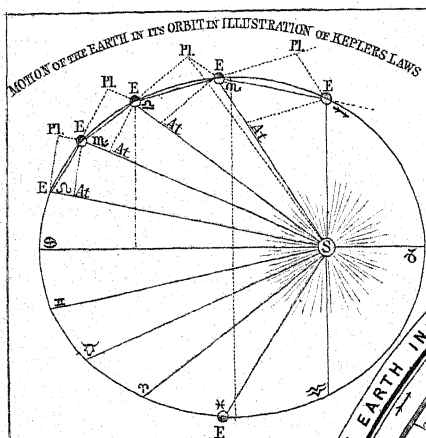 MOTION OF THE EARTH IN ITS ORBIT IN ILLUSTRATION OF KEPLERS LAWS
Pl. Pl. Pl. Pl.
E E E E E
♎ ♏ ♐
At At At At
♍ ♌
♋ S ♉
♊
♉
♈ ♓ ♒
E
EARTH IN